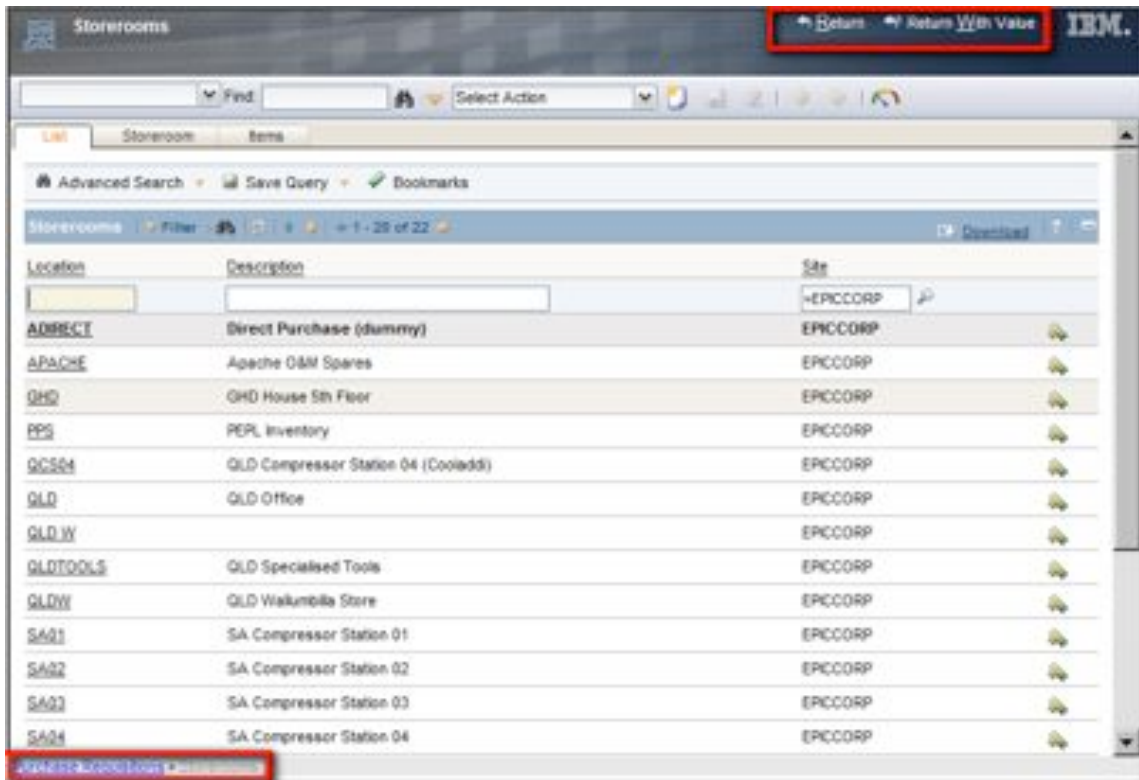 Storerooms Return Return With Value IBM.
Find Select Action
List Storeroom Items
Advanced Search Save Query Bookmarks
Storerooms Filter 1 - 20 of 22 Download
Location Description Site
=EPICCORP
ADIRECT Direct Purchase (dummy) EPICCORP
APACHE Apache O&M Spares EPICCORP
GHD GHD House 5th Floor EPICCORP
PPS PEPL Inventory EPICCORP
QCS04 QLD Compressor Station 04 (Cooladdi) EPICCORP
QLD QLD Office EPICCORP
QLD W EPICCORP
QLDTOOLS QLD Specialised Tools EPICCORP
QLDW QLD Wallumbilla Store EPICCORP
SA01 SA Compressor Station 01 EPICCORP
SA02 SA Compressor Station 02 EPICCORP
SA03 SA Compressor Station 03 EPICCORP
SA04 SA Compressor Station 04 EPICCORP
Purchase Requisitions